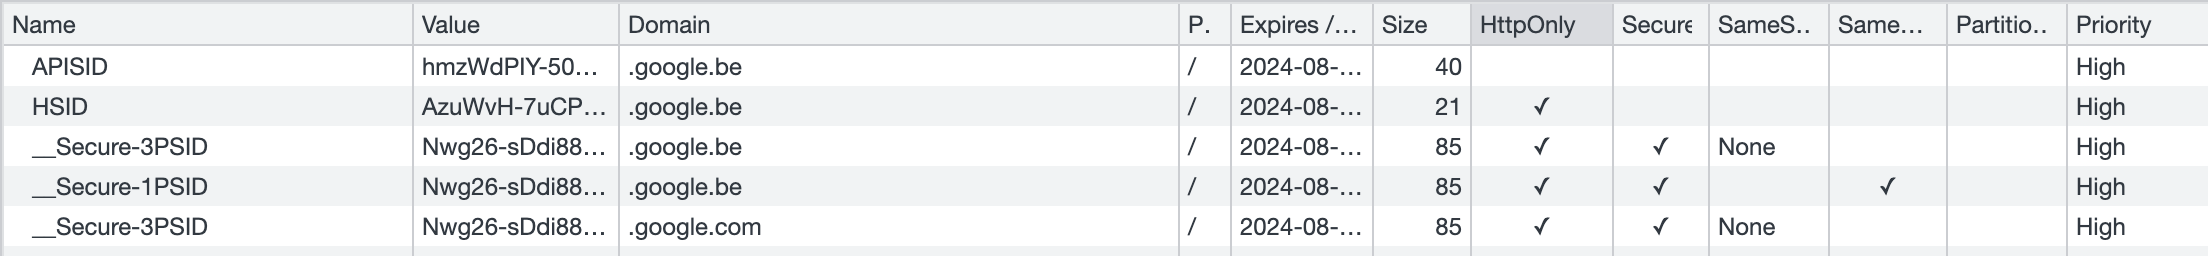 Name Value Domain P. Expires /... Size HttpOnly Secure SameS.. Same... Partitio.. Priority
APISID hmzWdPIY-50... .google.be / 2024-08-... 40 High
HSID AzuWvH-7uCP... .google.be / 2024-08-... 21 ✓ High
__Secure-3PSID Nwg26-sDdi88... .google.be / 2024-08-... 85 ✓ ✓ None High
__Secure-1PSID Nwg26-sDdi88... .google.be / 2024-08-... 85 ✓ ✓ ✓ High
__Secure-3PSID Nwg26-sDdi88... .google.com / 2024-08-... 85 ✓ ✓ None High